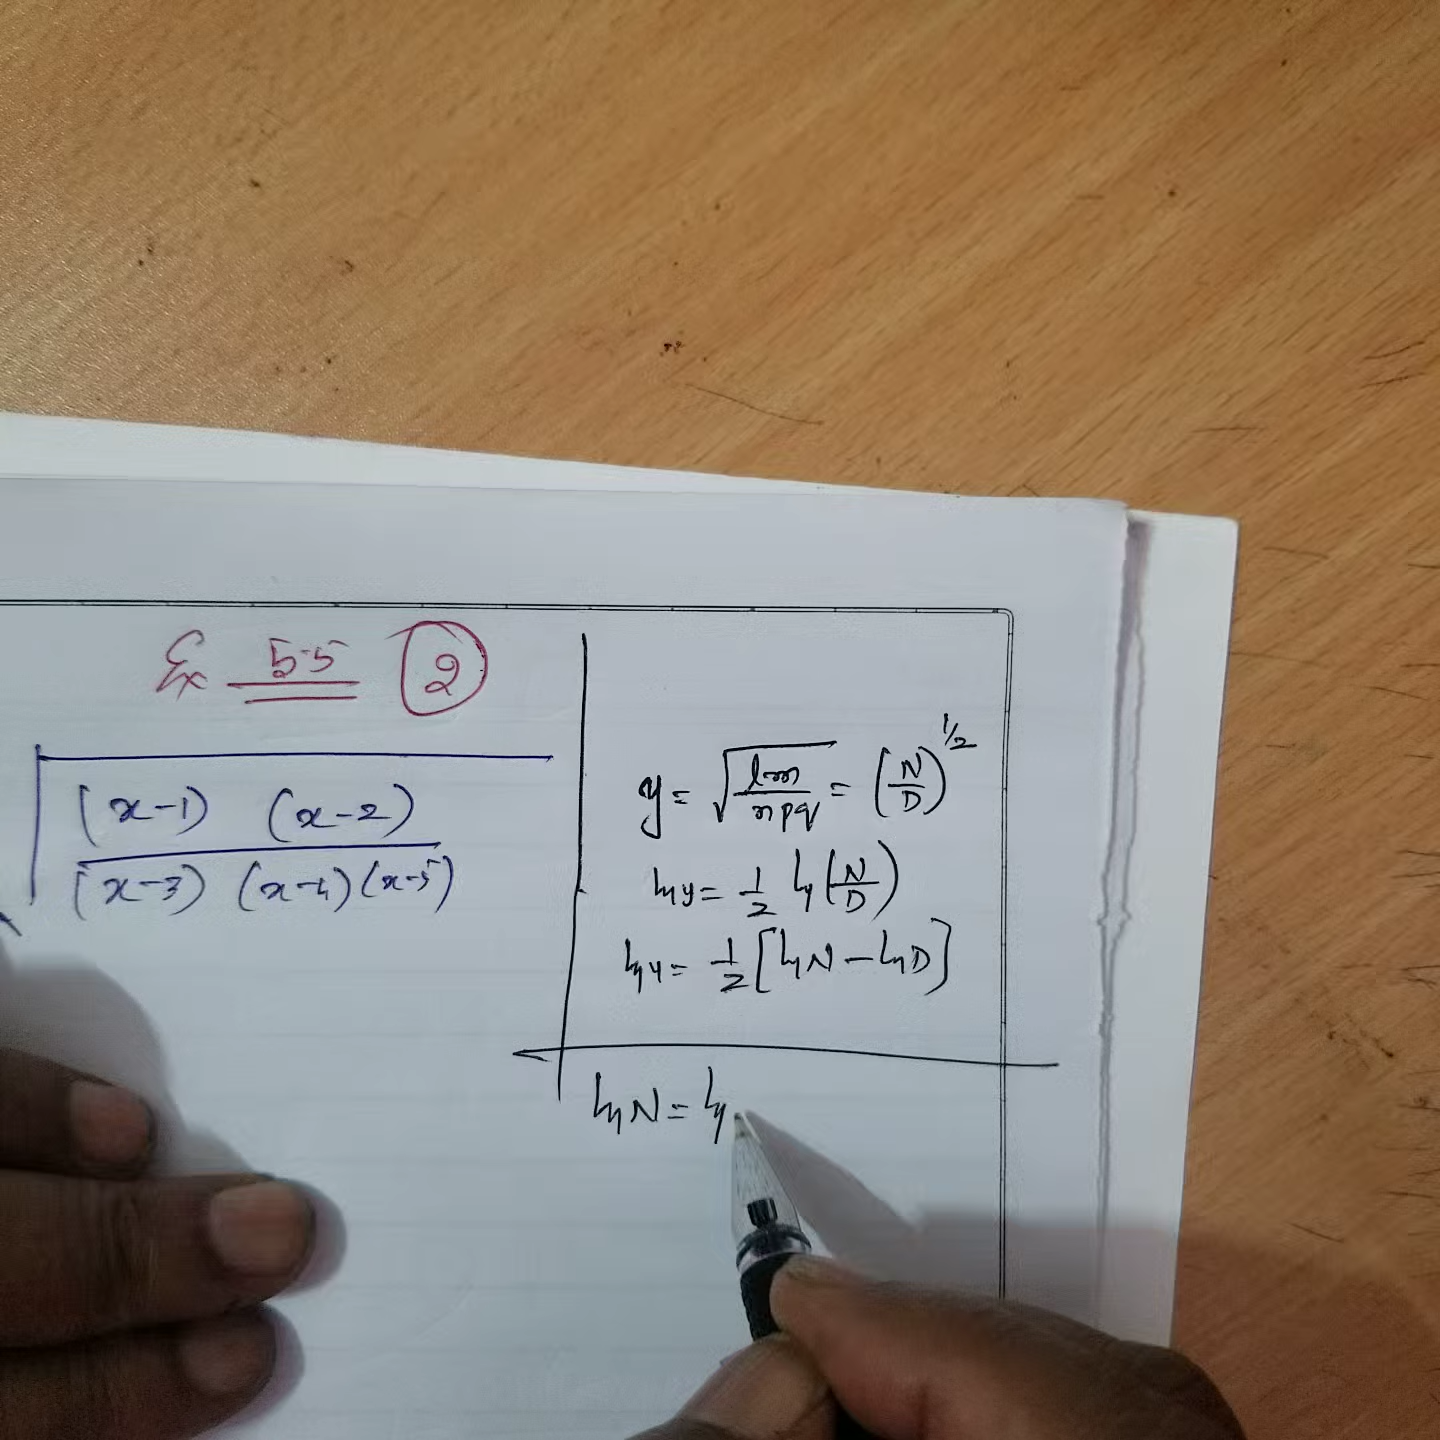 Ex 5.5 2
√(x-1) (x-2)
(x-3) (x-4) (x-5)
y = √lm/npq = (N/D)^1/2
ln y = 1/2 ln (N/D)
ln y = 1/2 [ln N - ln D]
ln N = ln